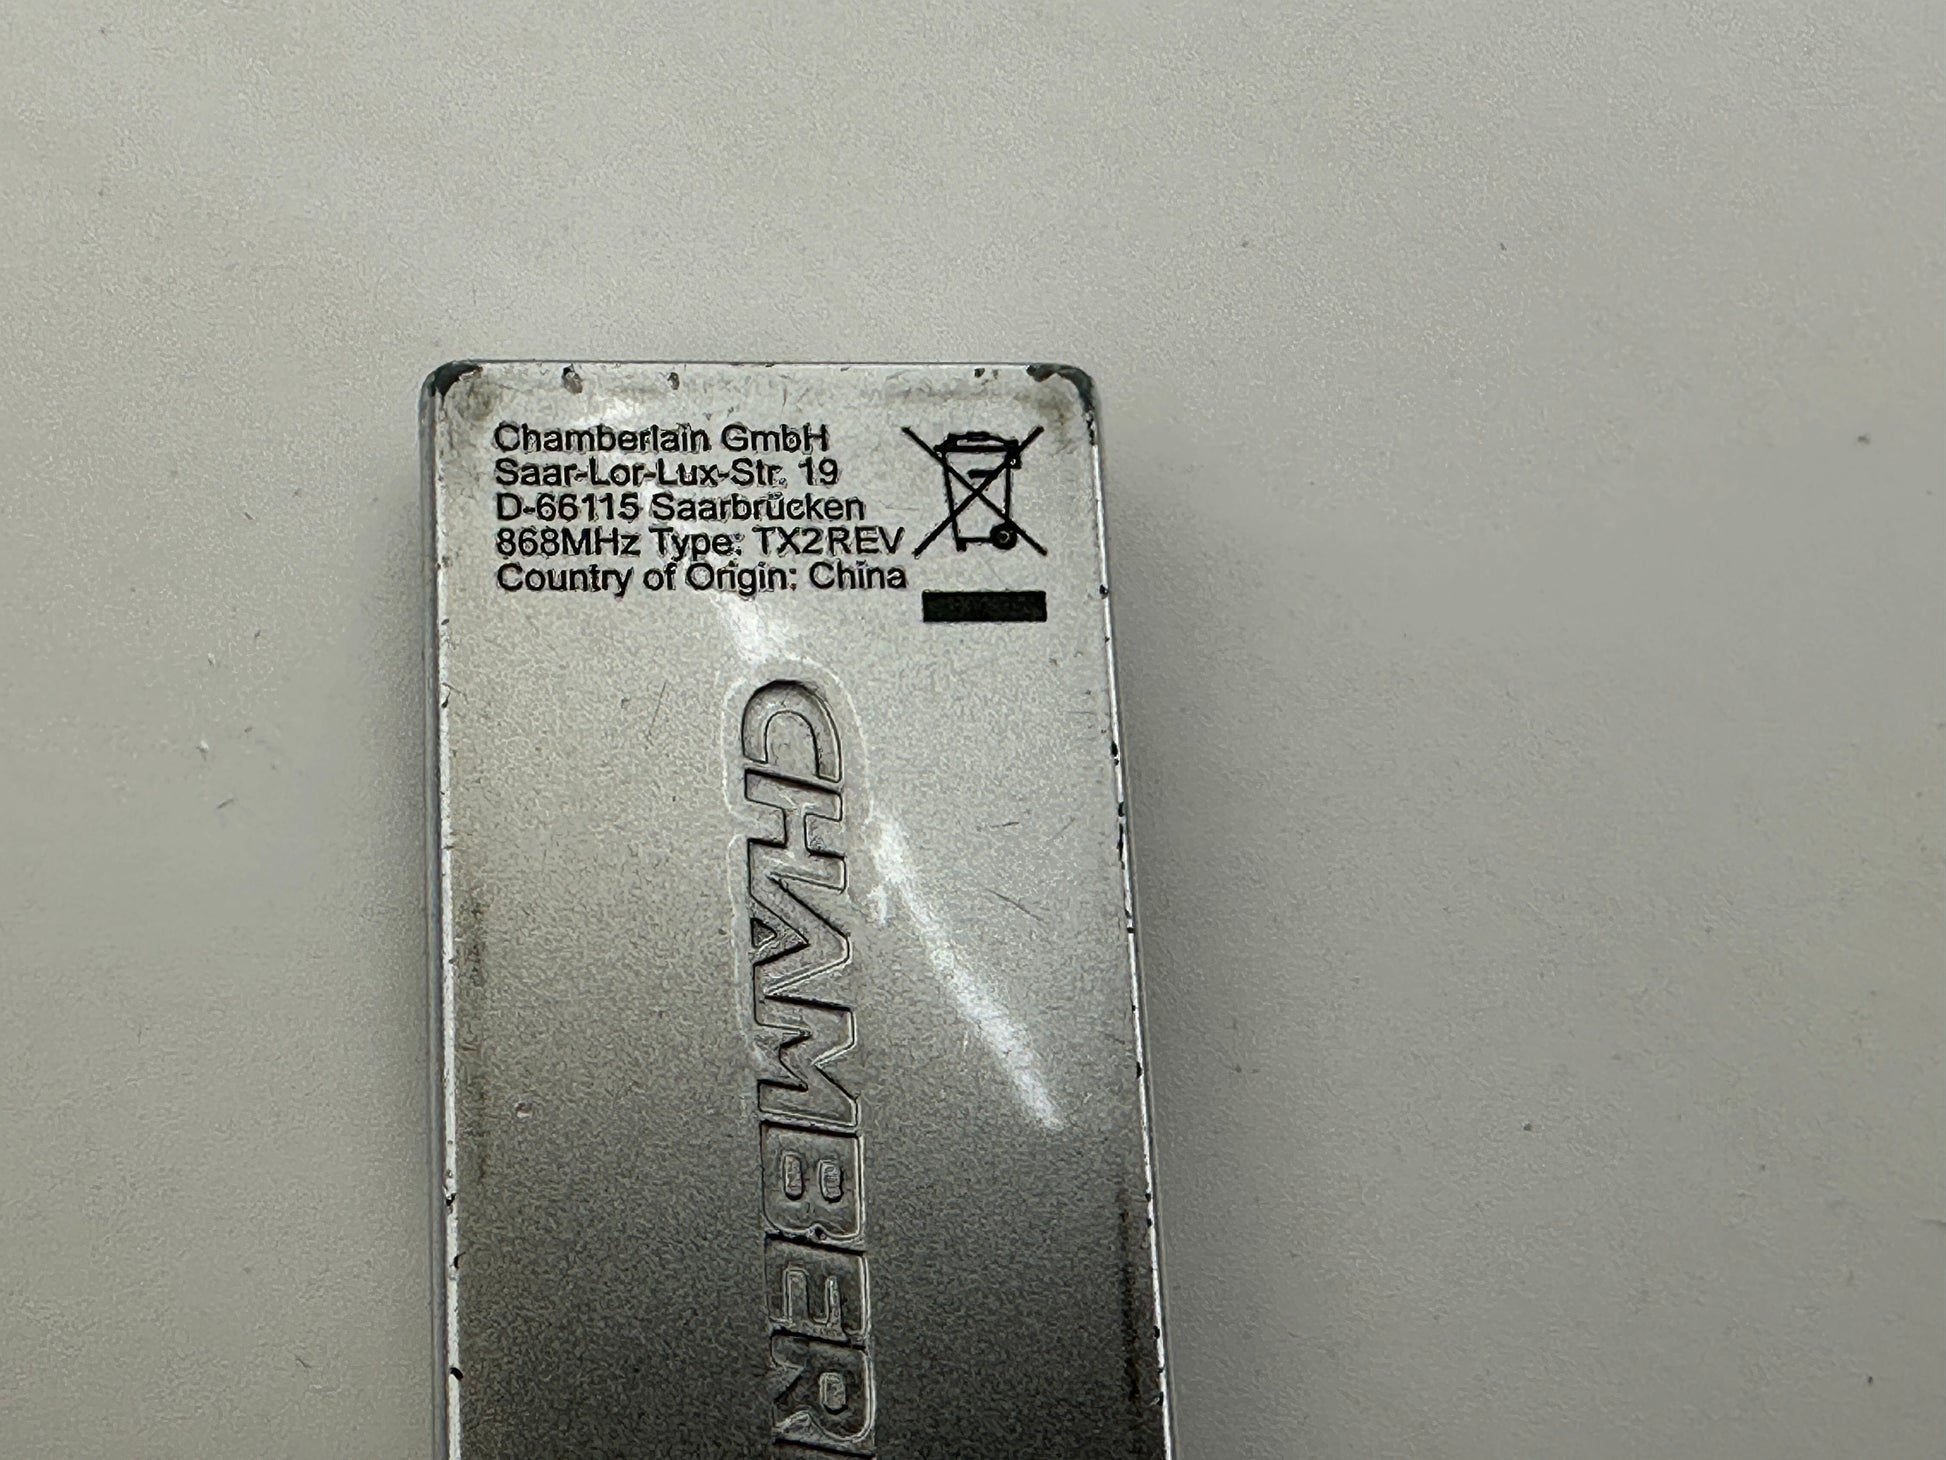 Chamberlain GmbH
Saar-Lor-Lux-Str. 19
D-66115 Saarbrücken
868MHz Type: TX2REV
Country of Origin: China
CHAMBER